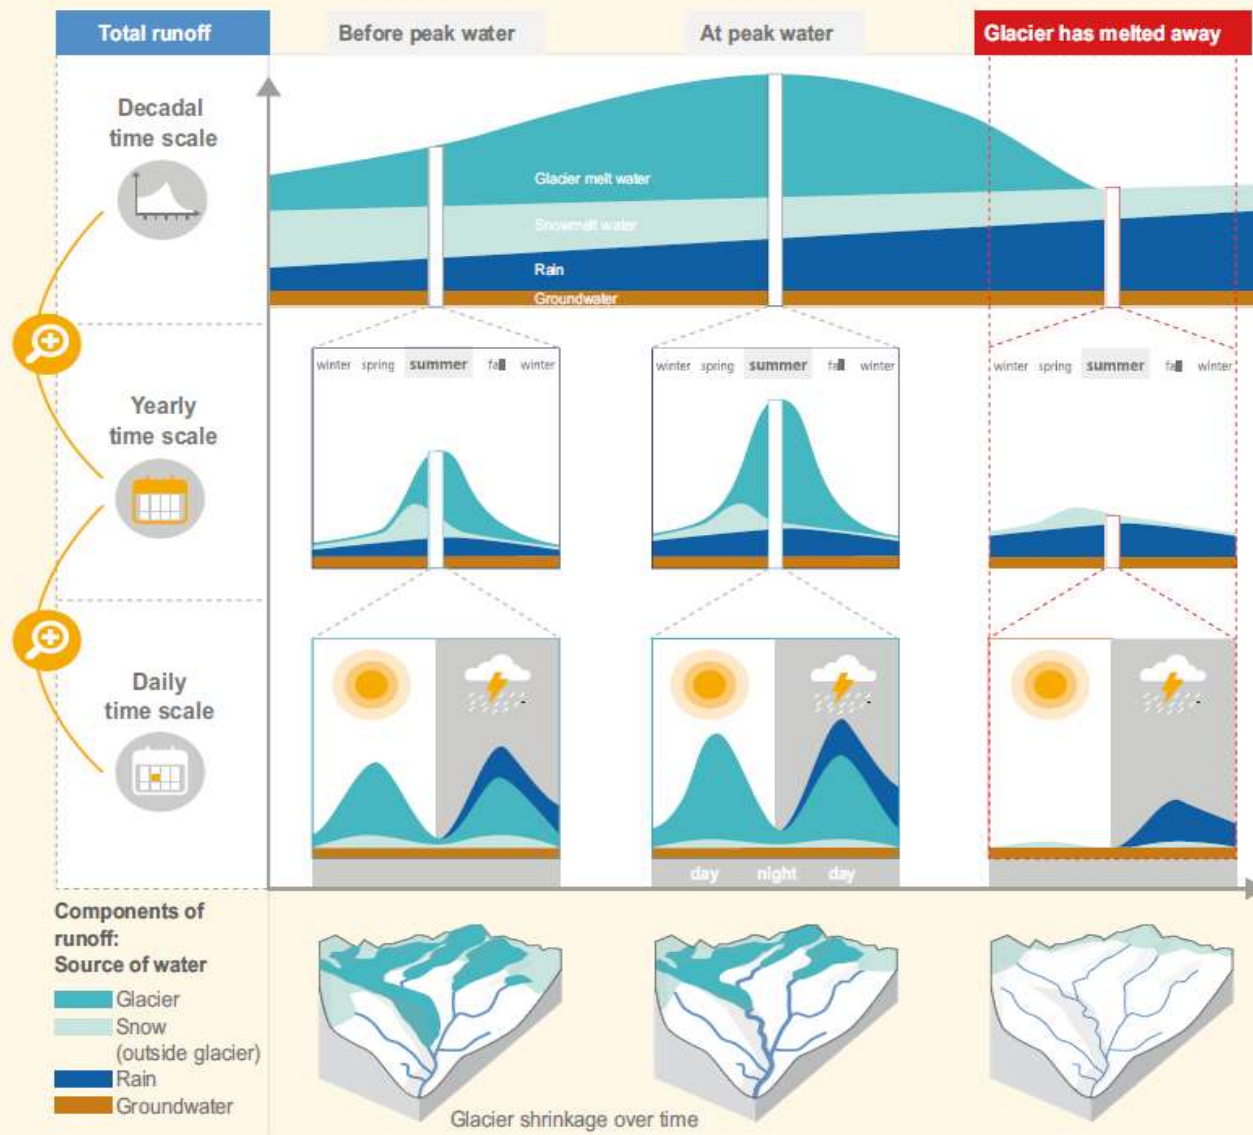 Total runoff
Before peak water
At peak water
Glacier has melted away
Decadal
time scale
Glacier melt water
Snowmelt water
Rain
Groundwater
winter spring summer fall winter
winter spring summer fall winter
winter spring summer fall winter
Yearly
time scale
Daily
time scale
day night day
Components of
runoff:
Source of water
Glacier
Snow
(outside glacier)
Rain
Groundwater
Glacier shrinkage over time